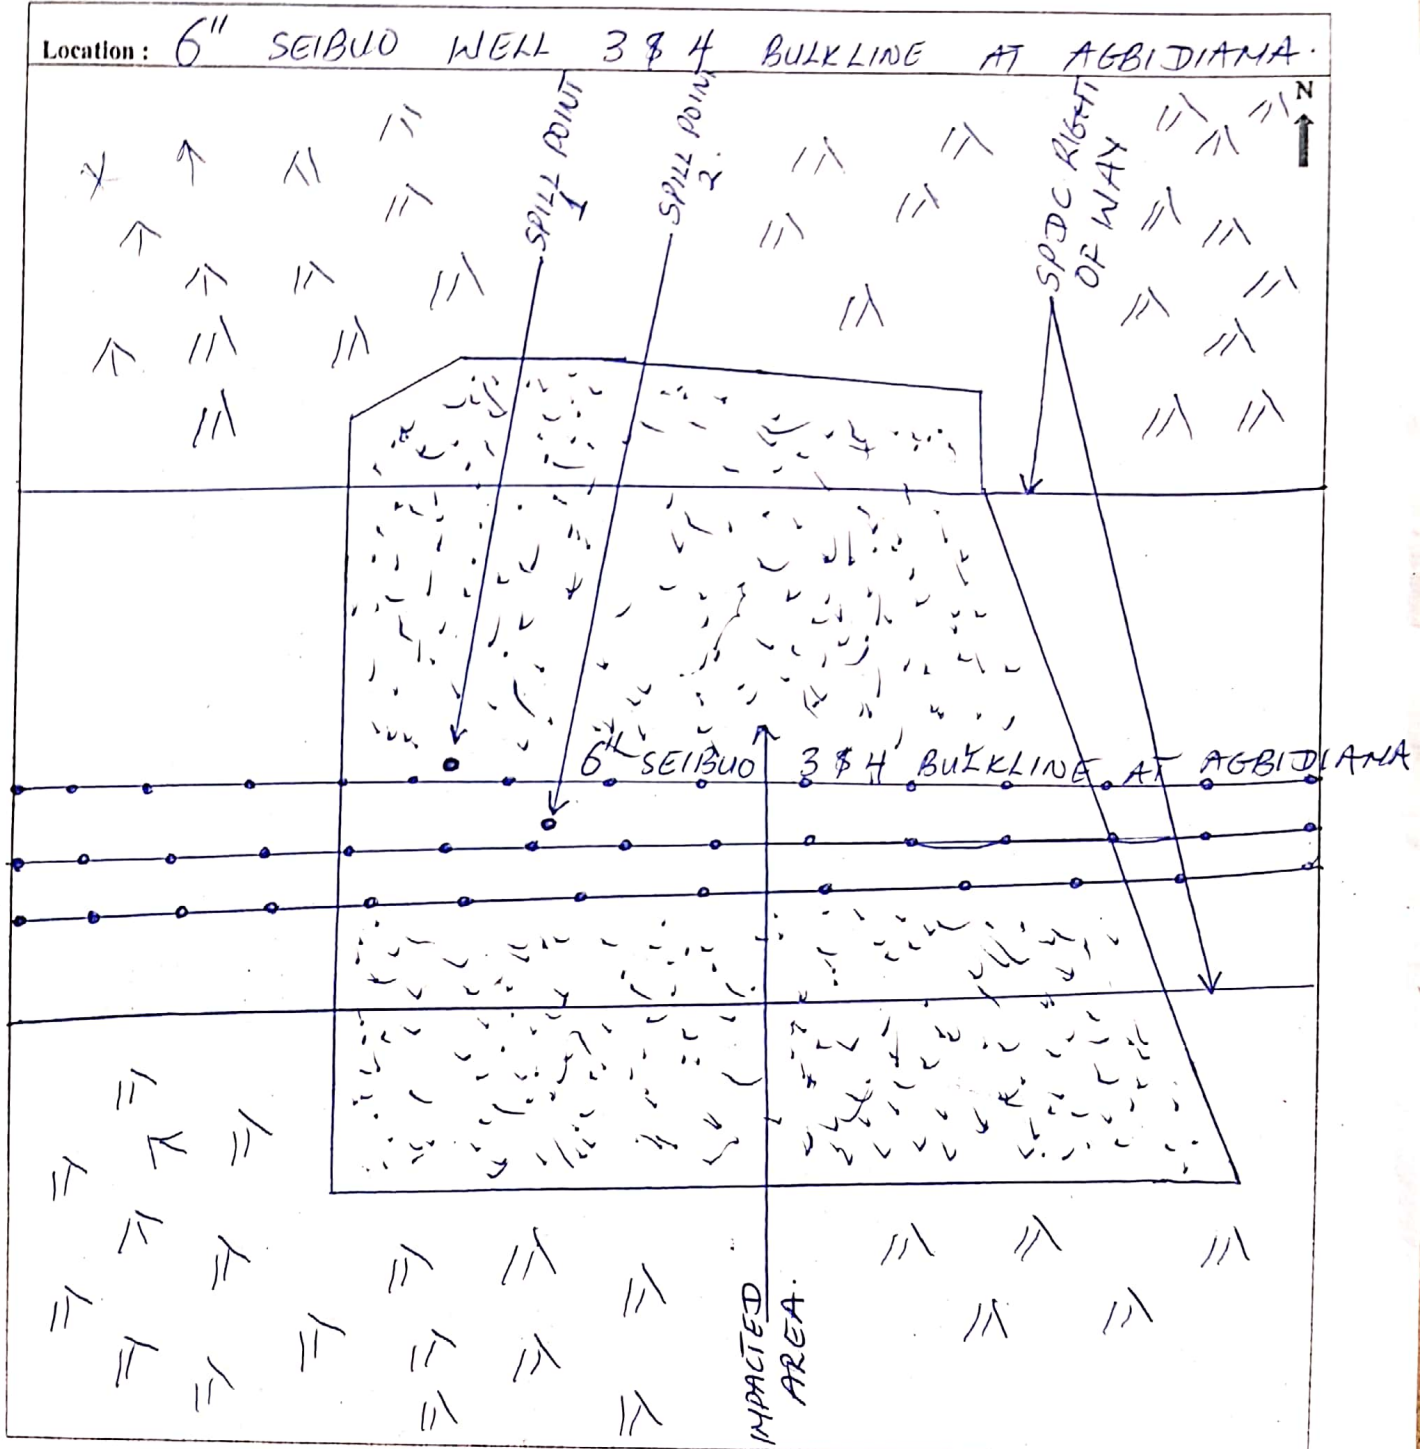 Location : 6" SEIBUO WELL 3 & 4 BULKLINE AT AGBIDIAMA.
N
SPILL POINT
1
SPILL POINT
2.
SPDC RIGHT
OF WAY
6" SEIBUO 3 & 4 BULKLINE AT AGBIDIAMA
IMPACTED
AREA.